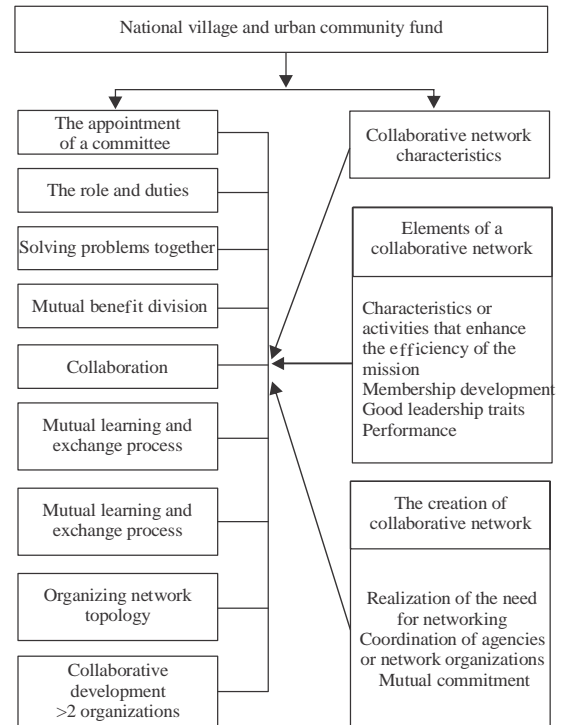 National village and urban community fund
The appointment
of a committee
The role and duties
Solving problems together
Mutual benefit division
Collaboration
Mutual learning and
exchange process
Mutual learning and
exchange process
Organizing network
topology
Collaborative
development
>2 organizations
Collaborative network
characteristics
Elements of a
collaborative network
Characteristics or
activities that enhance
the efficiency of the
mission
Membership development
Good leadership traits
Performance
The creation of
collaborative network
Realization of the need
for networking
Coordination of agencies
or network organizations
Mutual commitment